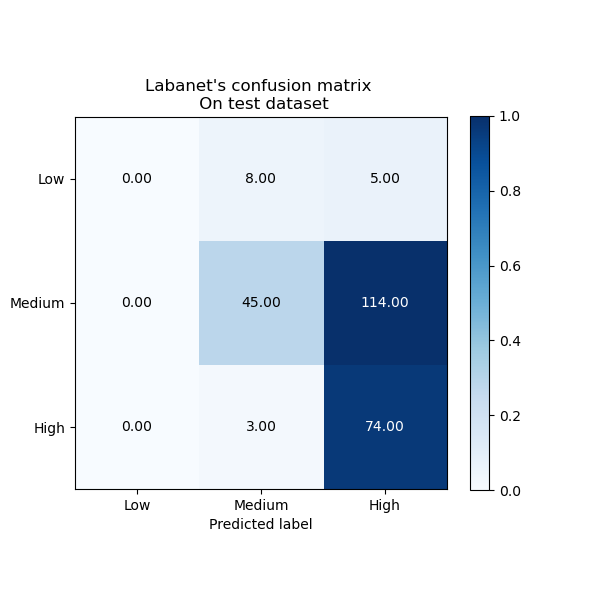 Labanet's confusion matrix
On test dataset
Low 0.00 8.00 5.00
Medium 0.00 45.00 114.00
High 0.00 3.00 74.00
Low Medium High
Predicted label
1.0
0.8
0.6
0.4
0.2
0.0